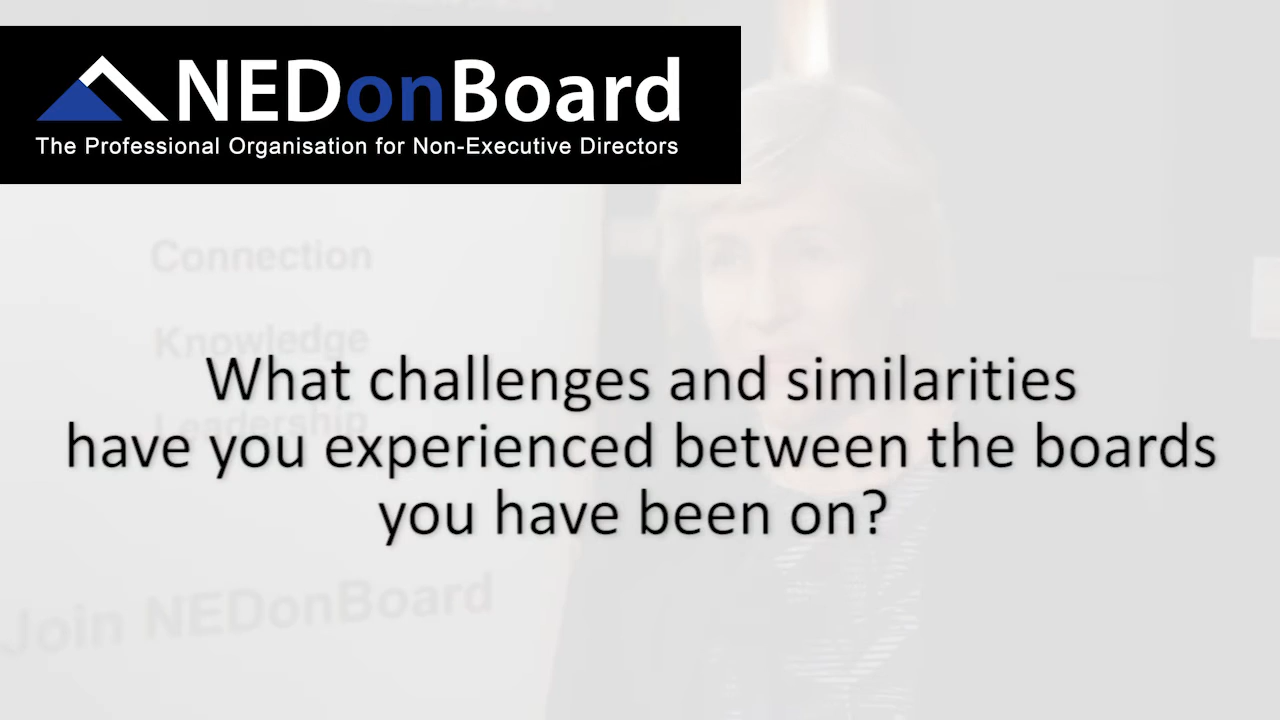 NEDonBoard
The Professional Organisation for Non-Executive Directors
Connection
Knowledge
Leadership
What challenges and similarities
have you experienced between the boards
you have been on?
Join NEDonBoard